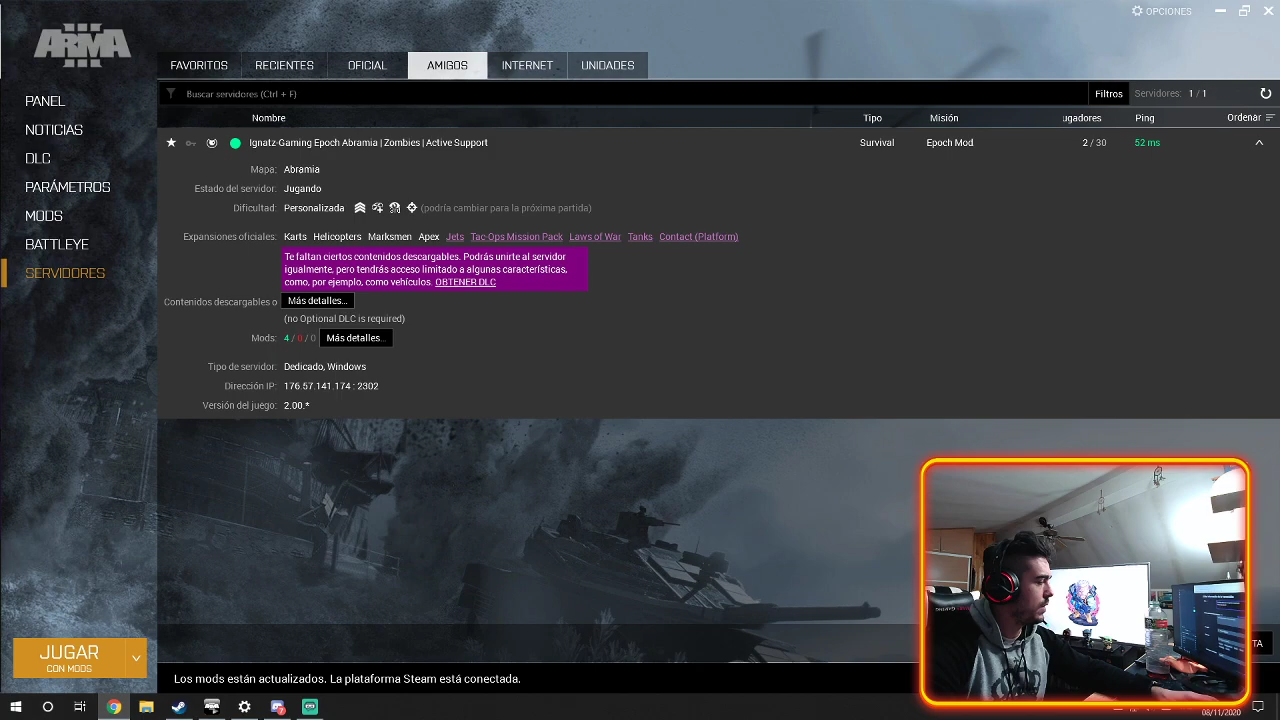 OPCIONES
ARMA III
FAVORITOS RECIENTES OFICIAL AMIGOS INTERNET UNIDADES
Buscar servidores (Ctrl + F) Filtros Servidores: 1 / 1
PANEL
NOTICIAS
DLC
PARÁMETROS
MODS
BATTLEYE
SERVIDORES
Nombre Tipo Misión ugadores Ping Ordenar
Ignatz-Gaming Epoch Abramia | Zombies | Active Support Survival Epoch Mod 2 / 30 52 ms
Mapa: Abramia
Estado del servidor: Jugando
Dificultad: Personalizada (podría cambiar para la próxima partida)
Expansiones oficiales: Karts Helicopters Marksmen Apex Jets Tac-Ops Mission Pack Laws of War Tanks Contact (Platform)
Te faltan ciertos contenidos descargables. Podrás unirte al servidor
igualmente, pero tendrás acceso limitado a algunas características,
como, por ejemplo, como vehículos. OBTENER DLC
Contenidos descargables o Más detalles...
(no Optional DLC is required)
Mods: 4 / 0 / 0 Más detalles...
Tipo de servidor: Dedicado, Windows
Dirección IP: 176.57.141.174 : 2302
Versión del juego: 2.00.*
JUGAR
CON MODS
TA
Los mods están actualizados. La plataforma Steam está conectada.
08/11/2020